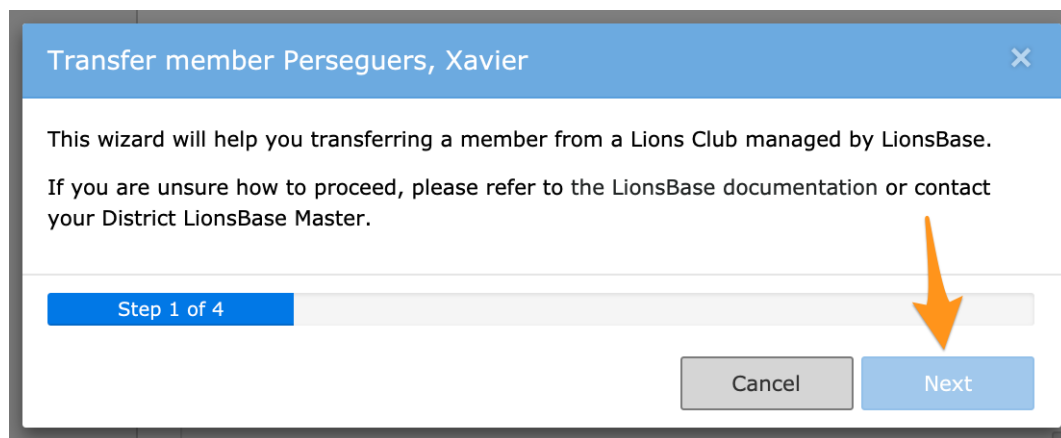 Transfer member Perseguers, Xavier
×
This wizard will help you transferring a member from a Lions Club managed by LionsBase.
If you are unsure how to proceed, please refer to the LionsBase documentation or contact
your District LionsBase Master.
Step 1 of 4
Cancel
Next